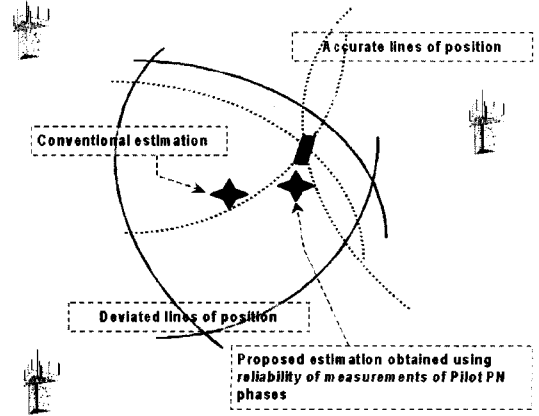 Accurate lines of position
Conventional estimation
Deviated lines of position
Proposed estimation obtained using
reliability of measurements of Pilot PN
phases